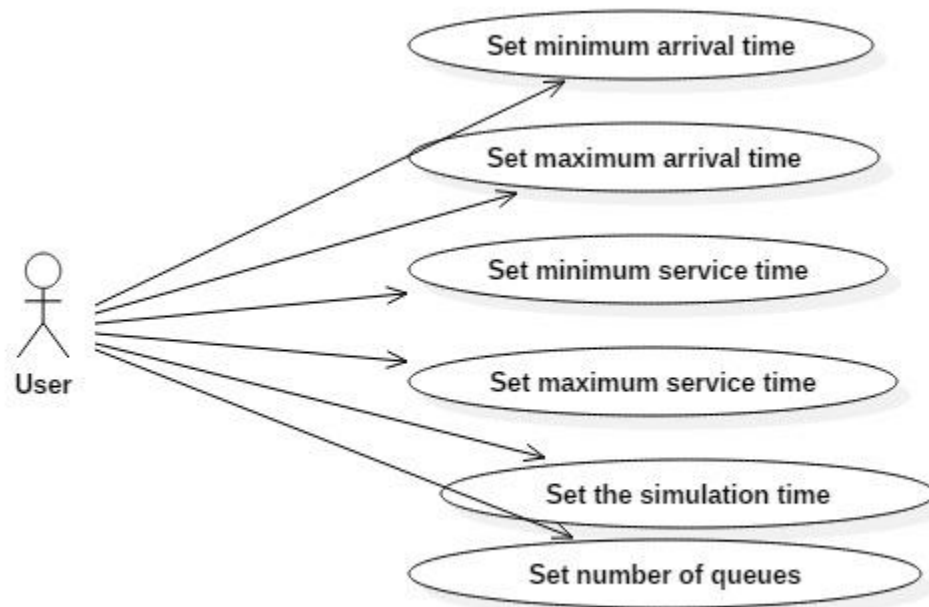 Set minimum arrival time
Set maximum arrival time
Set minimum service time
User
Set maximum service time
Set the simulation time
Set number of queues